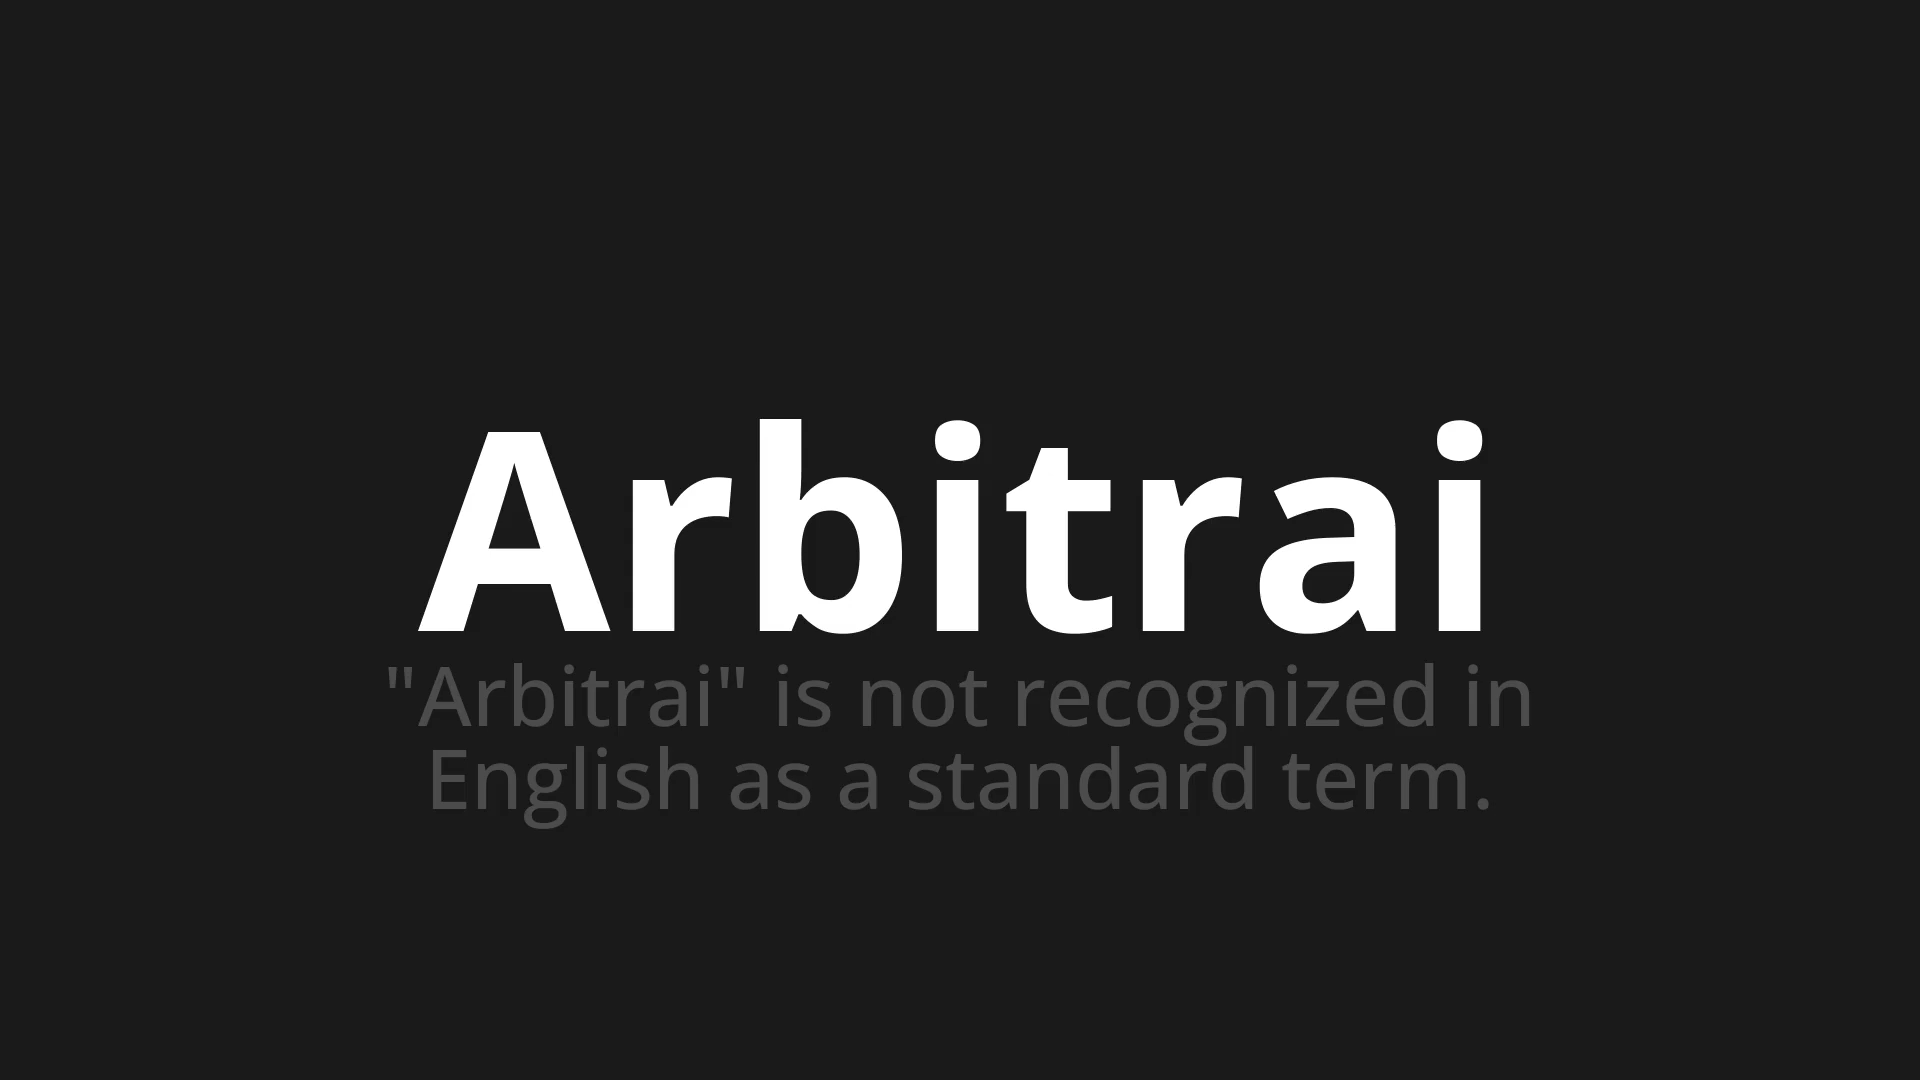 Arbitrai
"Arbitrai" is not recognized in
English as a standard term.